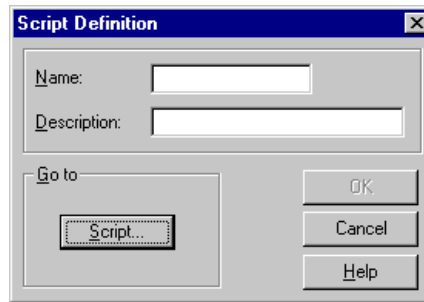 Script Definition
Name:
Description:
Go to
Script...
OK
Cancel
Help